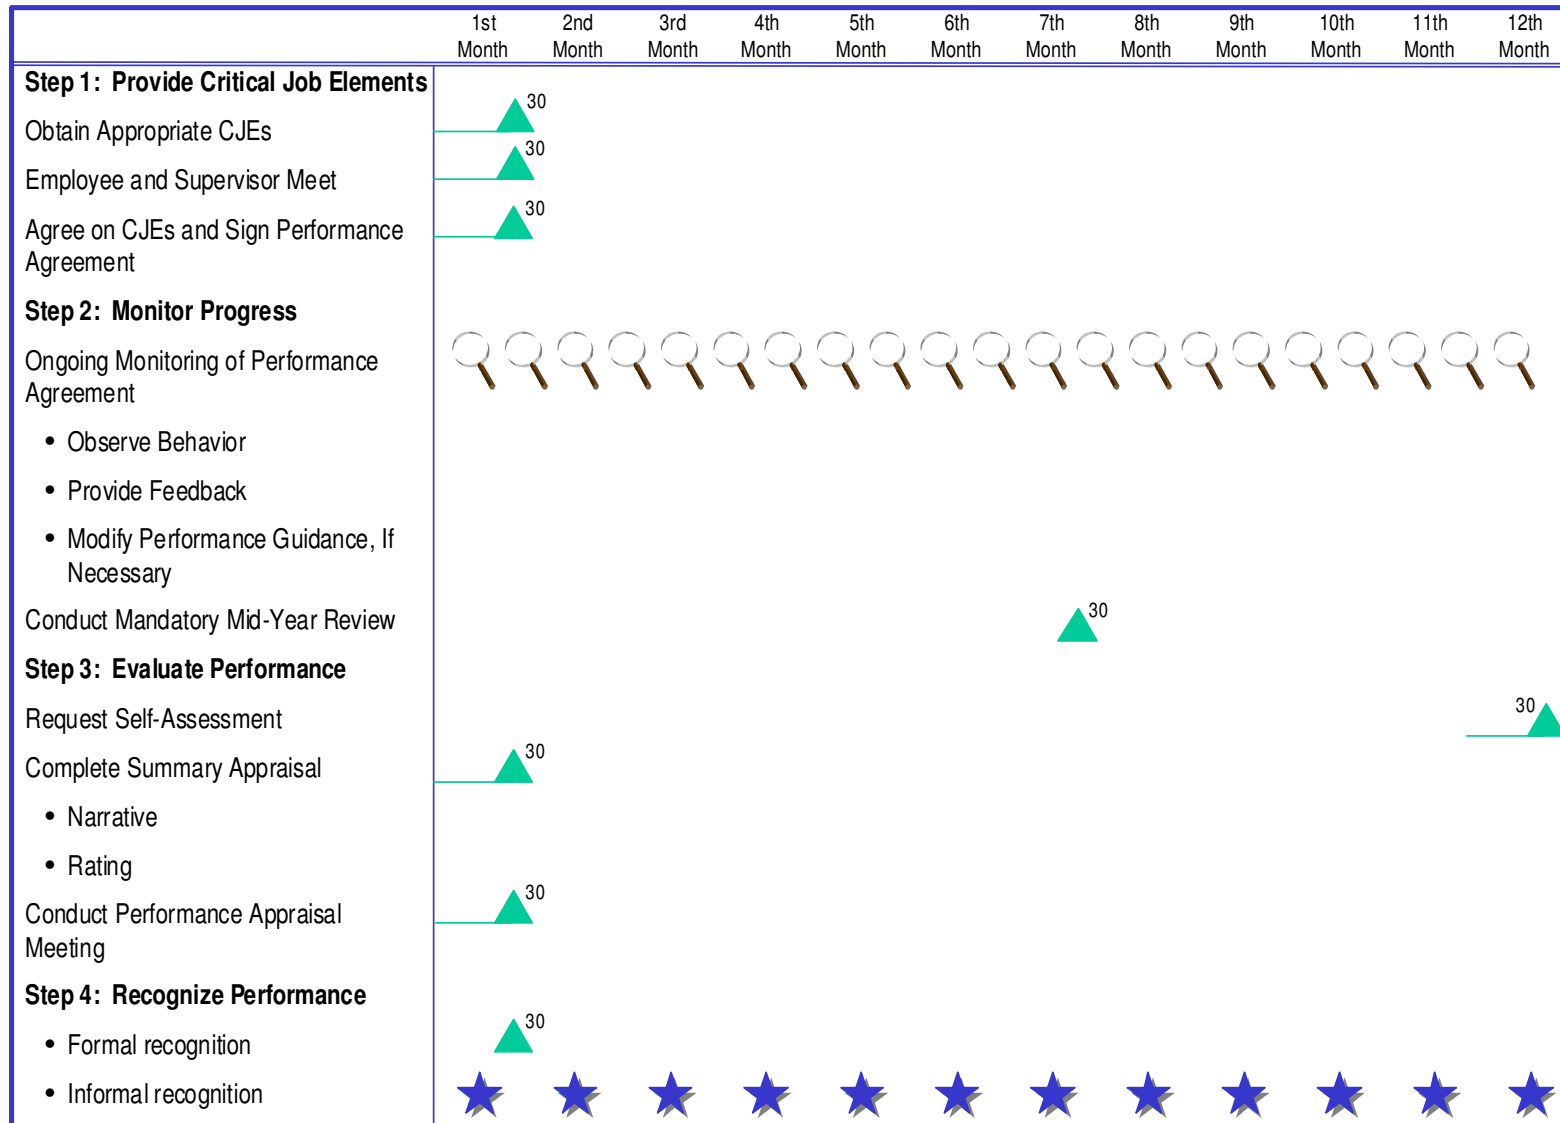 1st 2nd 3rd 4th 5th 6th 7th 8th 9th 10th 11th 12th
Month Month Month Month Month Month Month Month Month Month Month Month
Step 1: Provide Critical Job Elements
30
Obtain Appropriate CJEs
30
Employee and Supervisor Meet
30
Agree on CJEs and Sign Performance
Agreement
Step 2: Monitor Progress
Ongoing Monitoring of Performance
Agreement
• Observe Behavior
• Provide Feedback
• Modify Performance Guidance, If
Necessary
Conduct Mandatory Mid-Year Review 30
Step 3: Evaluate Performance
Request Self-Assessment 30
Complete Summary Appraisal 30
• Narrative
• Rating
30
Conduct Performance Appraisal
Meeting
Step 4: Recognize Performance
30
• Formal recognition
• Informal recognition